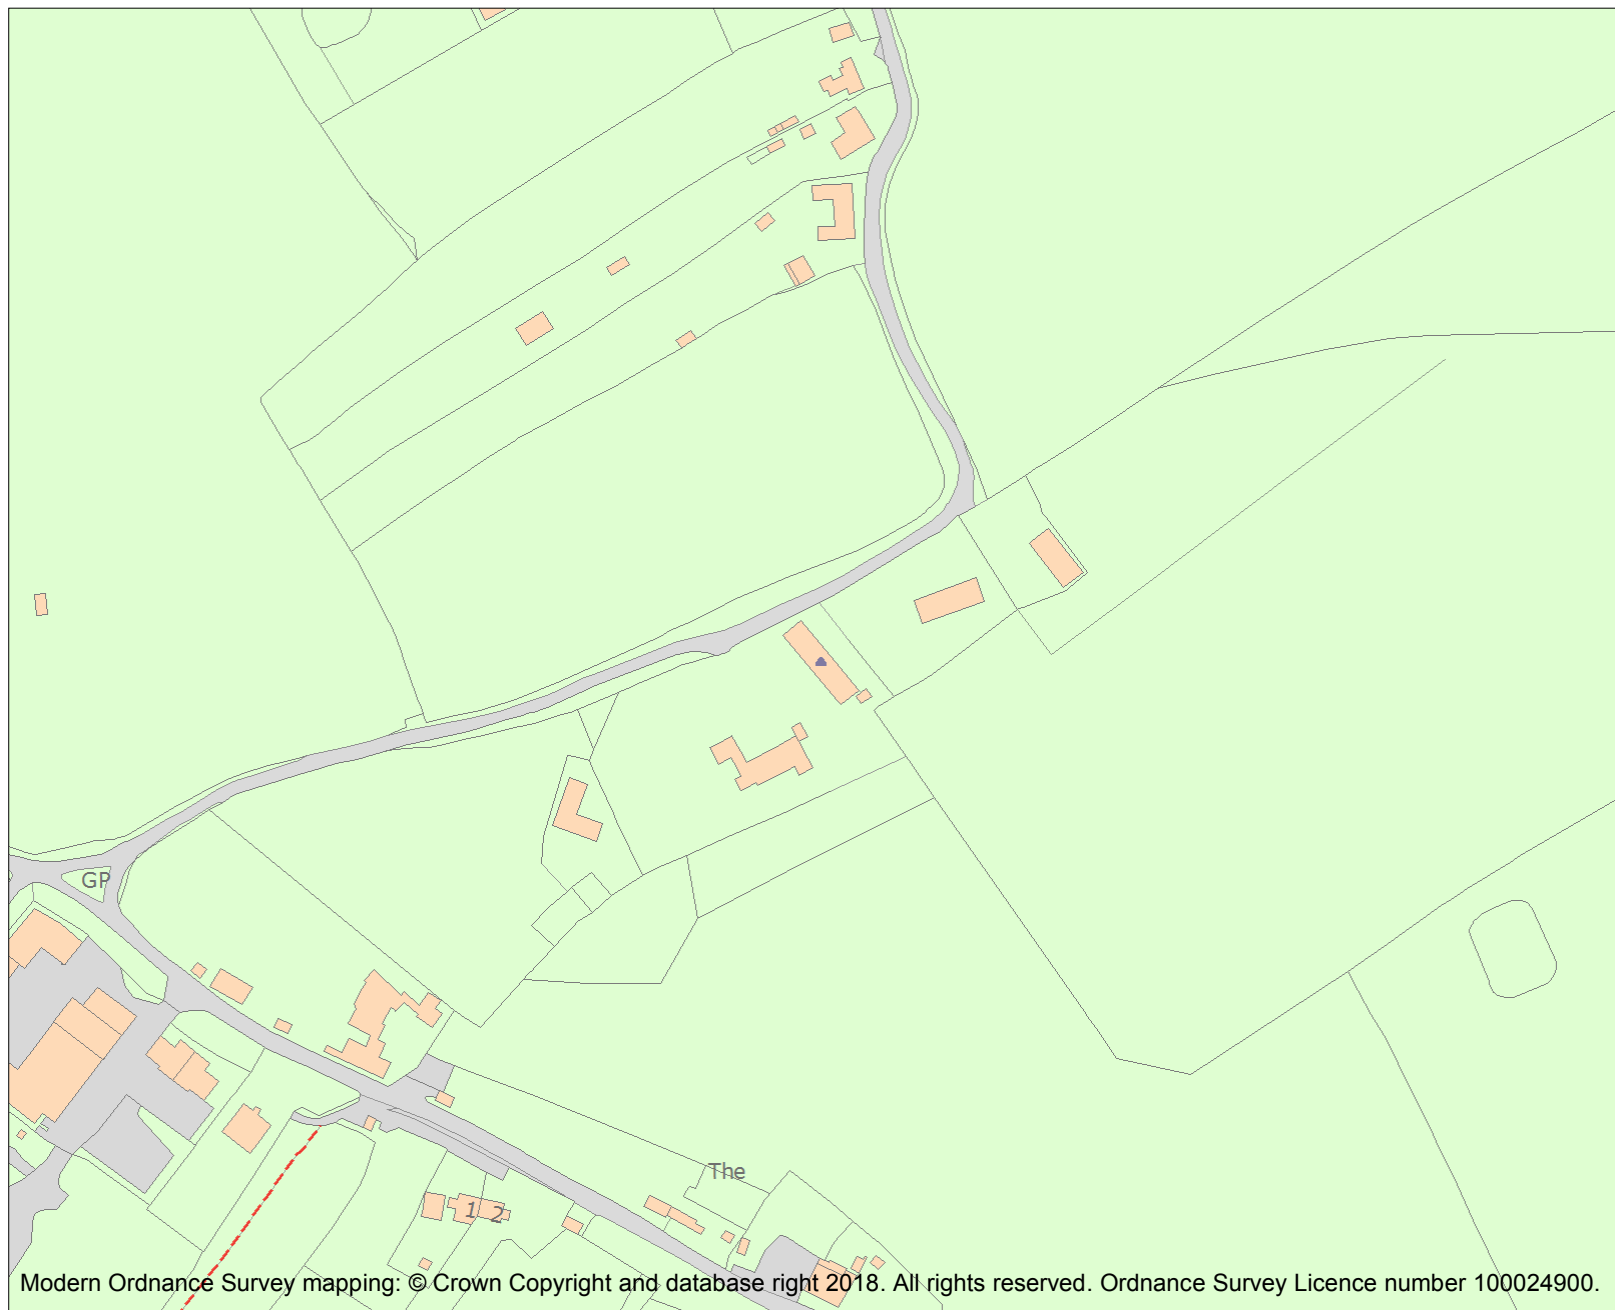 GP
The
1 2
Modern Ordnance Survey mapping: © Crown Copyright and database right 2018. All rights reserved. Ordnance Survey Licence number 100024900.